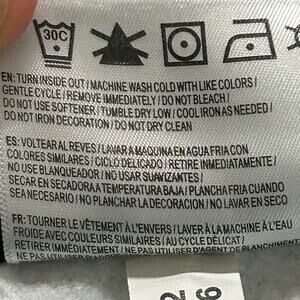 30C
EN: TURN INSIDE OUT / MACHINE WASH COLD WITH LIKE COLORS /
GENTLE CYCLE / REMOVE IMMEDIATELY / DO NOT BLEACH /
DO NOT USE SOFTENER / TUMBLE DRY LOW / COOL IRON AS NEEDED /
DO NOT IRON DECORATION / DO NOT DRY CLEAN
ES: VOLTEAR AL REVES / LAVAR A MAQUINA EN AGUA FRIA CON
COLORES SIMILARES / CICLO DELICADO / RETIRE INMEDIATAMENTE /
NO USE BLANQUEADOR / NO USAR SUAVIZANTES /
SECAR EN SECADORA A TEMPERATURA BAJA / PLANCHA FRIA CUANDO
SEA NECESARIO / NO PLANCHAR LA DECORACION / NO LAVAR EN SECO
FR: TOURNER LE VÊTEMENT À L'ENVERS / LAVER À LA MACHINE À L'EAU
FROIDE AVEC COULEURS SIMILAIRES / AU CYCLE DÉLICAT /
RETIRER IMMÉDIATEMENT / NE PAS UTILISER D'AGENT DE BLANCHIMENT
NE PAS UTILISER D'A
26